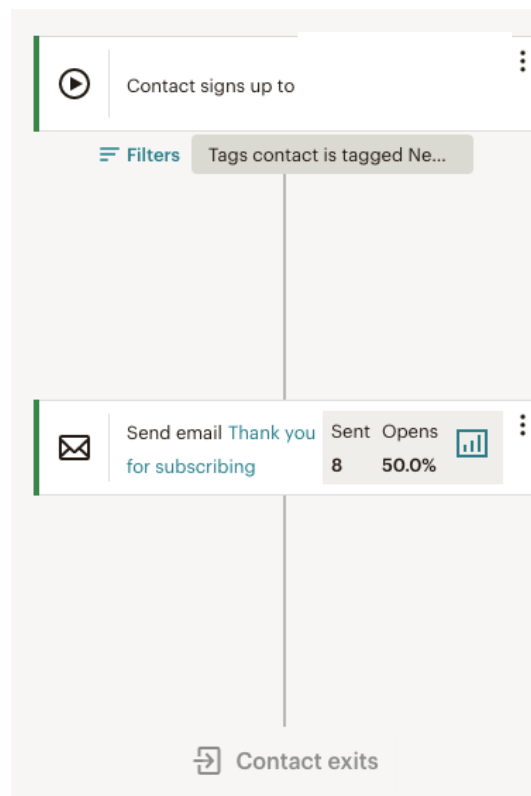 Contact signs up to
Filters Tags contact is tagged Ne...
Send email Thank you
for subscribing
Sent Opens
8 50.0%
Contact exits